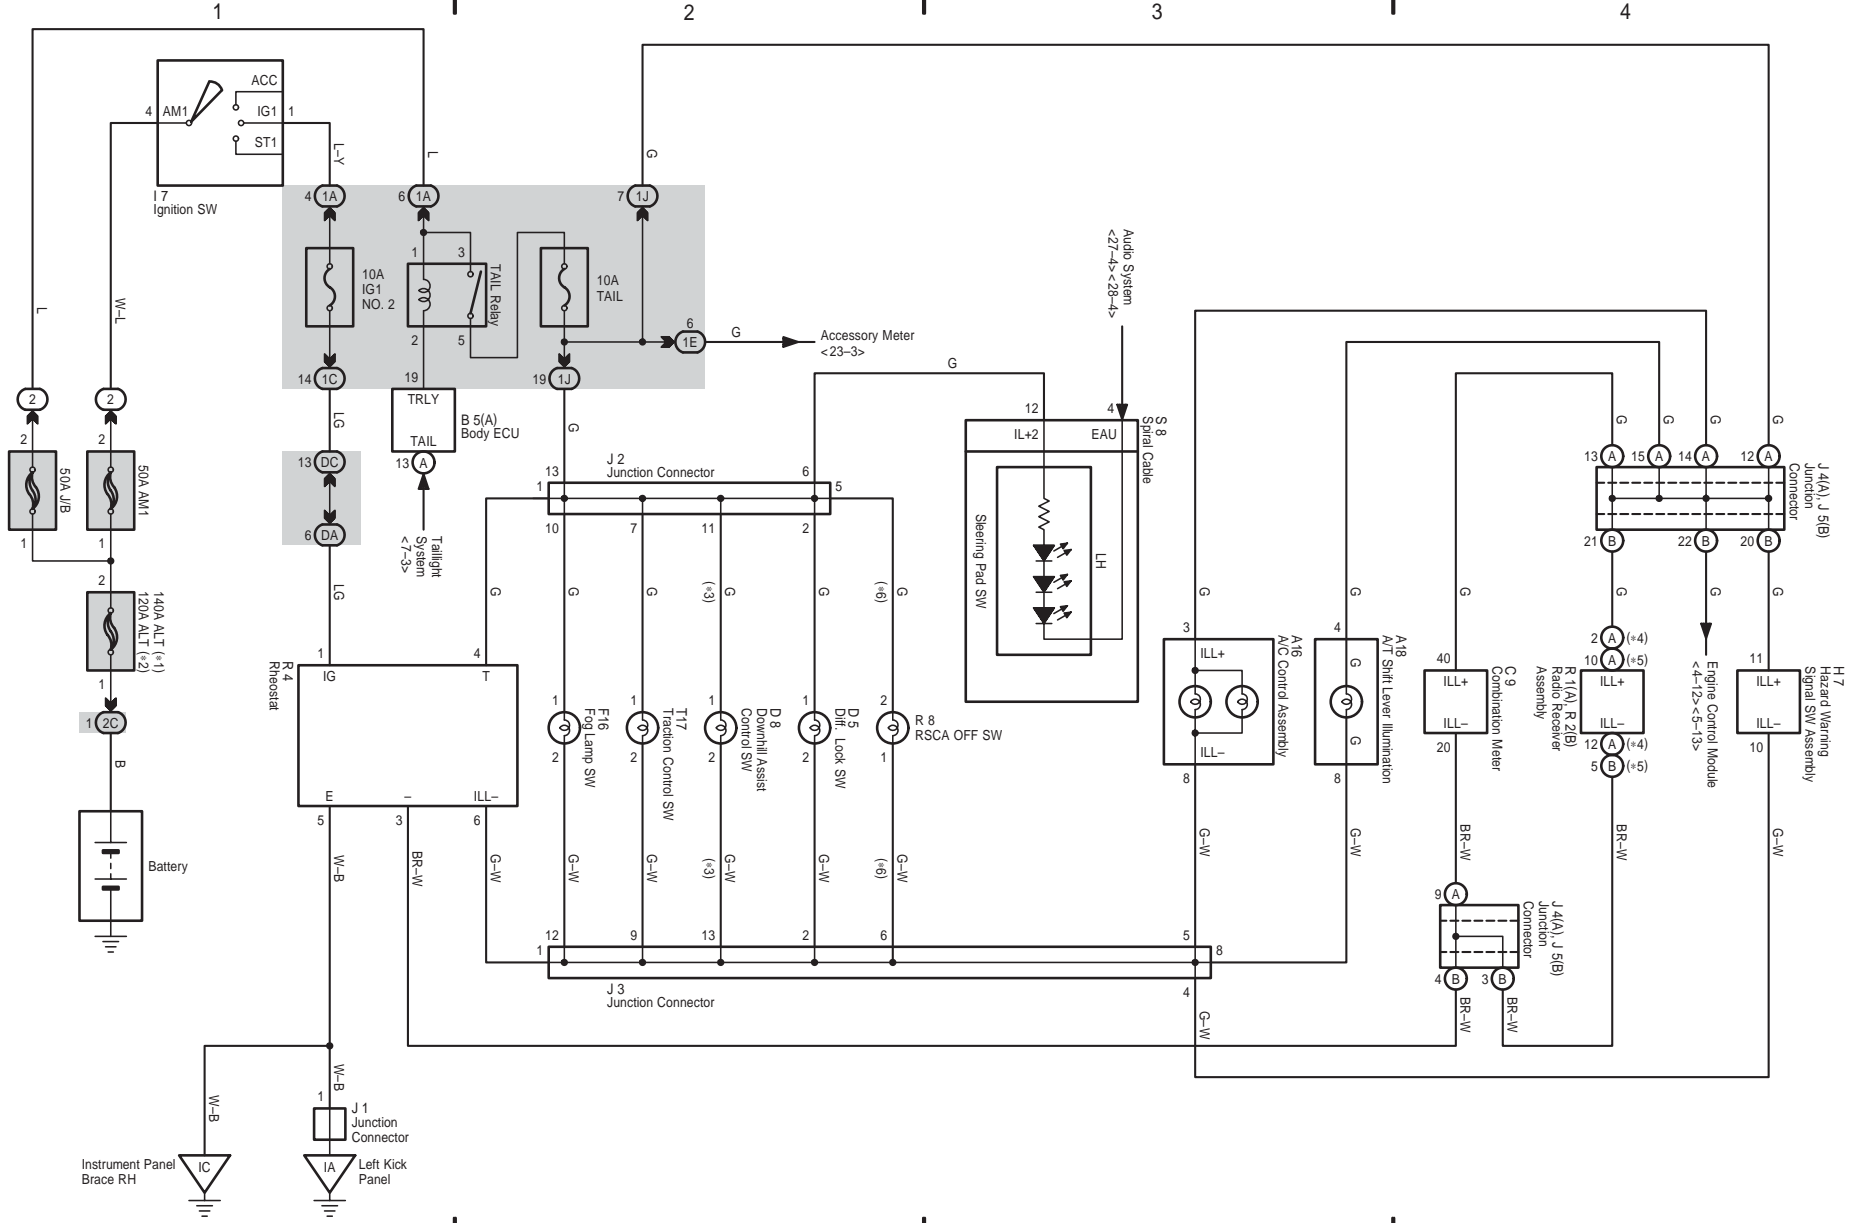 1
2
3
4
ACC
4
AM1
IG1
1
ST1
I 7
Ignition SW
L–Y
L
G
L
W–L
4
1A
6
1A
7
1J
10A
IG1
NO. 2
1
3
2
5
TAIL Relay
10A
TAIL
6
1E
G
Accessory Meter
<23–3>
14
1C
19
19
1J
TRLY
TAIL
B 5(A)
Body ECU
13
A
Taillight
System
<7–3>
2
2
2
2
50A J/B
50A AM1
1
1
2
140A ALT (*1)
120A ALT (*2)
1
1
2C
B
Battery
LG
13
DC
6
DA
LG
G
J 2
Junction Connector
13
6
1
5
10
7
11
2
G
Audio System
<27–4><28–4>
12
4
IL+2
EAU
S 8
Spiral Cable
Steering Pad SW
LH
G
G
G
(*3)
G
G
(*6)
G
1
4
IG
T
R 4
Rheostat
E
–
ILL–
5
3
6
W–B
BR–W
G–W
1
2
F16
Fog Lamp SW
1
2
T17
Traction Control SW
1
2
D 8
Downhill Assist
Control SW
1
2
D 5
Diff. Lock SW
2
1
R 8
RSCA OFF SW
G–W
G–W
(*3)
G–W
G–W
(*6)
G–W
12
9
13
2
6
5
1
8
4
J 3
Junction Connector
G
G
G
3
ILL+
ILL–
8
A16
A/C Control Assembly
4
G
G
8
A18
A/T Shift Lever Illumination
G–W
G–W
G–W
G
G
G
G
13
A
15
A
14
A
12
A
J 4(A), J 5(B)
Junction
Connector
21
B
22
B
20
B
G
G
G
40
ILL+
ILL–
20
C 9
Combination Meter
2
A
(*4)
10
A
(*5)
ILL+
ILL–
12
A
(*4)
5
B
(*5)
R 1(A), R 2(B)
Radio Receiver
Assembly
Engine Control Module
<4–12><5–13>
11
ILL+
ILL–
10
H 7
Hazard Warning
Signal SW Assembly
BR–W
BR–W
G–W
9
A
J 4(A), J 5(B)
Junction
Connector
4
B
3
B
BR–W
BR–W
W–B
W–B
1
J 1
Junction
Connector
Instrument Panel
Brace RH
IC
IA
Left Kick
Panel